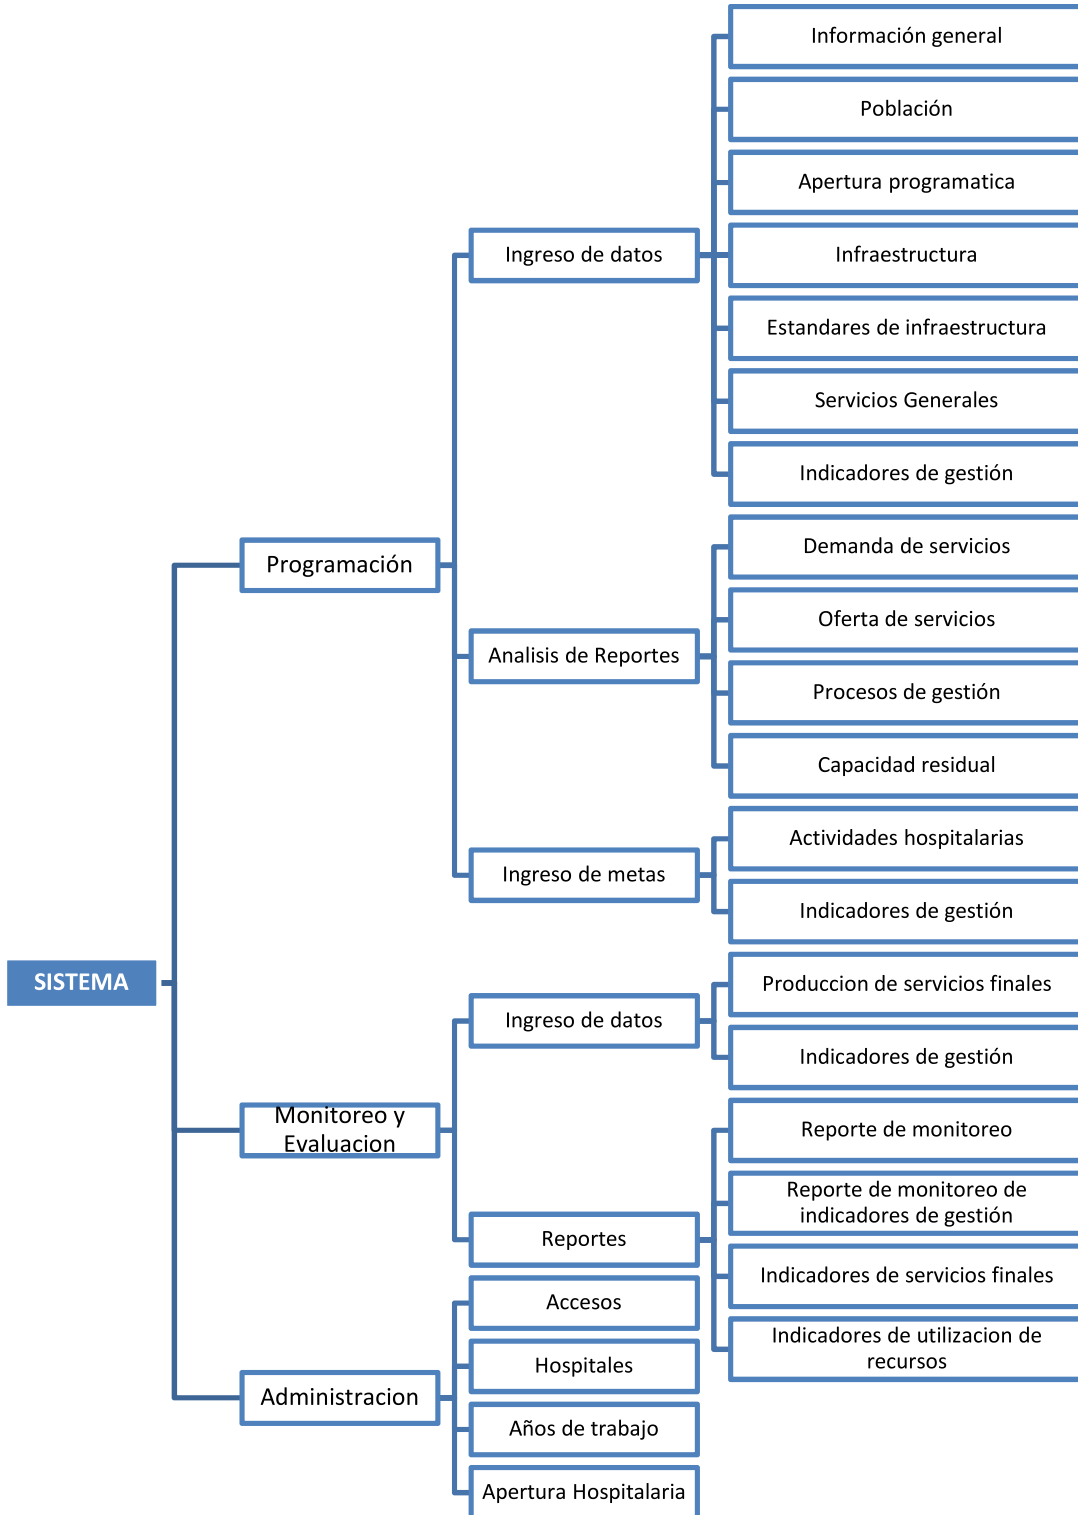 Información general
Población
Apertura programatica
Ingreso de datos
Infraestructura
Estandares de infraestructura
Servicios Generales
Indicadores de gestión
Programación
Demanda de servicios
Oferta de servicios
Analisis de Reportes
Procesos de gestión
Capacidad residual
Actividades hospitalarias
Ingreso de metas
Indicadores de gestión
SISTEMA
Produccion de servicios finales
Ingreso de datos
Indicadores de gestión
Monitoreo y
Evaluacion
Reporte de monitoreo
Reporte de monitoreo de
indicadores de gestión
Reportes
Indicadores de servicios finales
Indicadores de utilizacion de
recursos
Accesos
Hospitales
Administracion
Años de trabajo
Apertura Hospitalaria